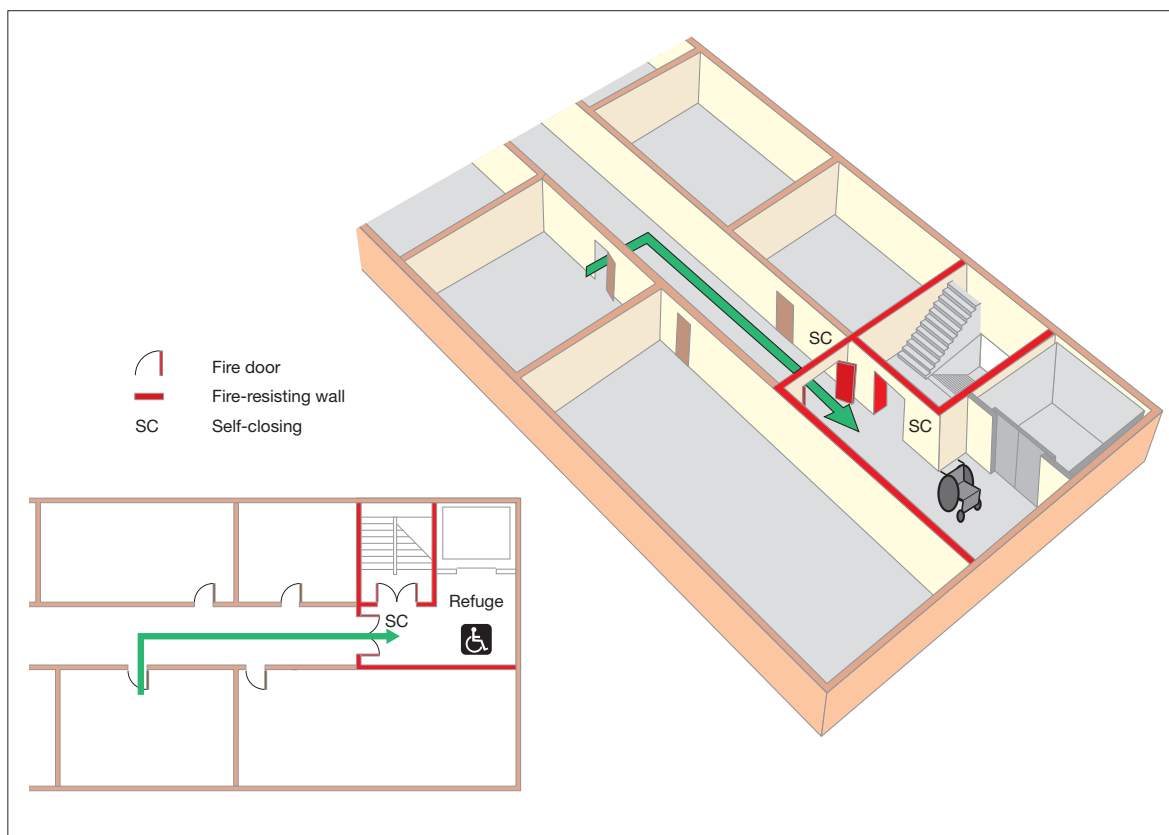 SC
SC
Fire door
Fire-resisting wall
SC Self-closing
Refuge
SC